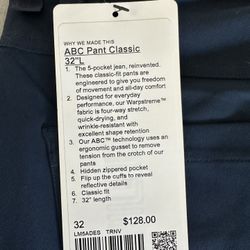 WHY WE MADE THIS
ABC Pant Classic
32"L
1. The 5-pocket jean, reinvented.
These classic-fit pants are
engineered to give you freedom
of movement and all-day comfort
2. Designed for everyday
performance, our Warpstreme™
fabric is four-way stretch,
quick-drying, and
wrinkle-resistant with
excellent shape retention
3. Our ABC™ technology uses an
ergonomic gusset to remove
tension from the crotch of our
pants
4. Hidden zippered pocket
5. Flip up the cuffs to reveal
reflective details
6. Classic fit
7. 32" length
32 $128.00
LM5ADES TRNV